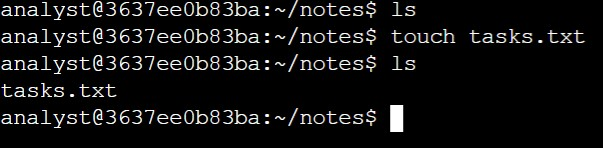 analyst@3637ee0b83ba:~/notes$ ls
analyst@3637ee0b83ba:~/notes$ touch tasks.txt
analyst@3637ee0b83ba:~/notes$ ls
tasks.txt
analyst@3637ee0b83ba:~/notes$